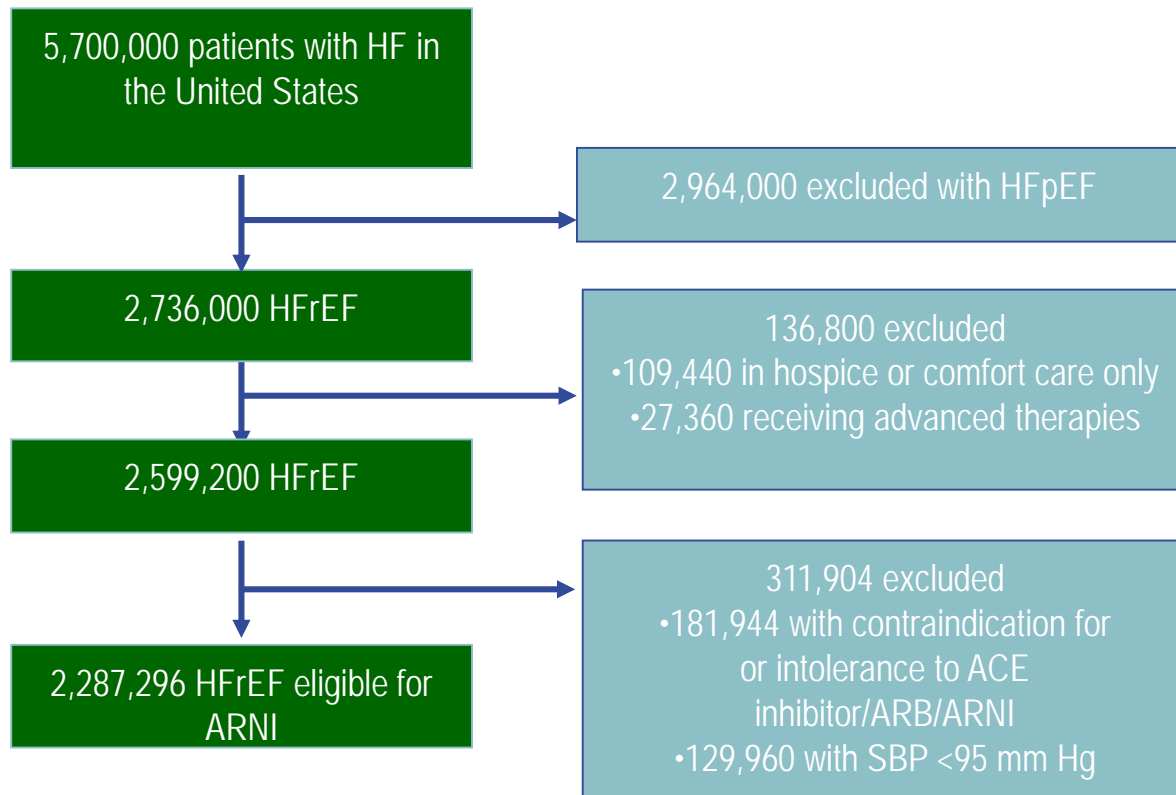 5,700,000 patients with HF in
the United States
2,964,000 excluded with HFpEF
2,736,000 HFrEF
136,800 excluded
•109,440 in hospice or comfort care only
•27,360 receiving advanced therapies
2,599,200 HFrEF
311,904 excluded
•181,944 with contraindication for
or intolerance to ACE
inhibitor/ARB/ARNI
•129,960 with SBP <95 mm Hg
2,287,296 HFrEF eligible for
ARNI